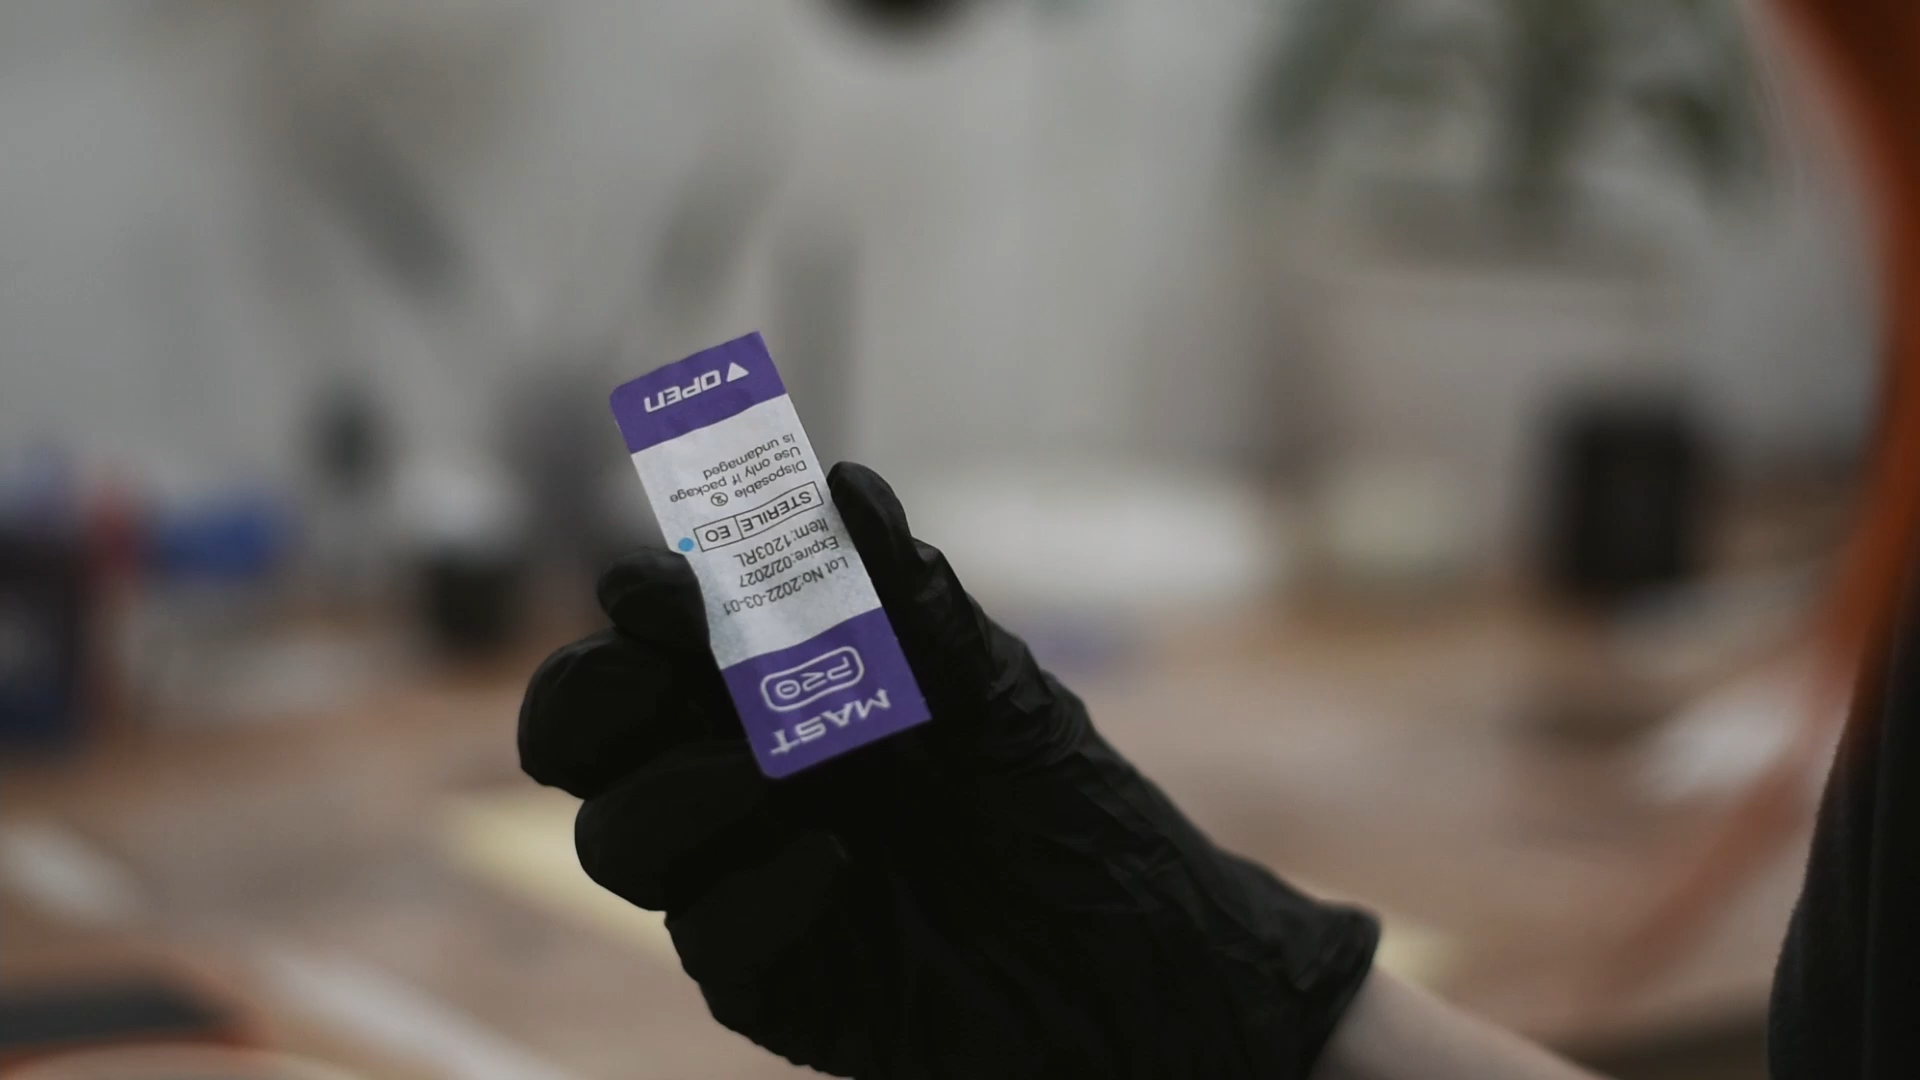 MAST
P20
Lot No:2022-03-01
Expire:02/2027
Item:1203RL
STERILE EO
Disposable 2
Use only if package
is undamaged
OPEN